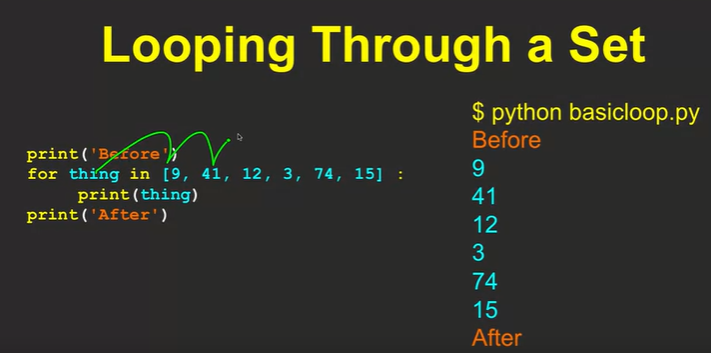 Looping Through a Set
print('Before')
for thing in [9, 41, 12, 3, 74, 15] :
print(thing)
print('After')
$ python basicloop.py
Before
9
41
12
3
74
15
After